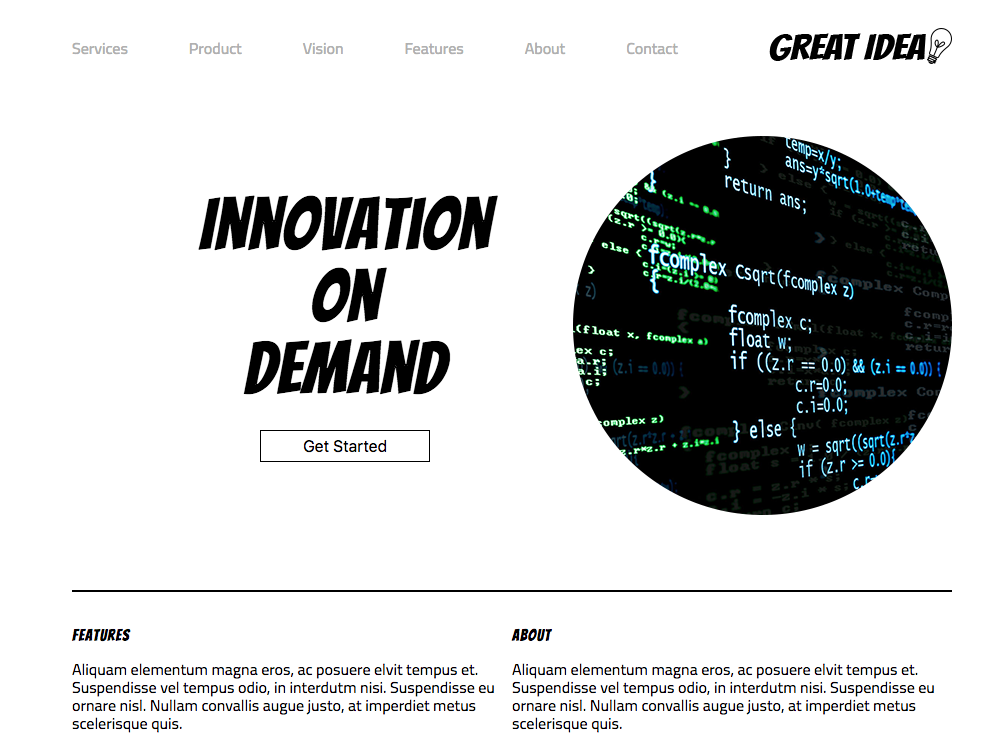 Services Product Vision Features About Contact GREAT IDEA
INNOVATION
ON
DEMAND
Get Started
temp=x/y;
}
ans=y*sqrt(1.0+temp*te
return ans;
fcomplex Csqrt(fcomplex z)
{
fcomplex c;
float w;
if ((z.r == 0.0) && (z.i == 0.0)) {
c.r=0.0;
c.i=0.0;
} else {
w = sqrt((sqrt(z.r*z
if (z.r >= 0.0){
c.r=
FEATURES
Aliquam elementum magna eros, ac posuere elvit tempus et.
Suspendisse vel tempus odio, in interdutm nisi. Suspendisse eu
ornare nisl. Nullam convallis augue justo, at imperdiet metus
scelerisque quis.
ABOUT
Aliquam elementum magna eros, ac posuere elvit tempus et.
Suspendisse vel tempus odio, in interdutm nisi. Suspendisse eu
ornare nisl. Nullam convallis augue justo, at imperdiet metus
scelerisque quis.